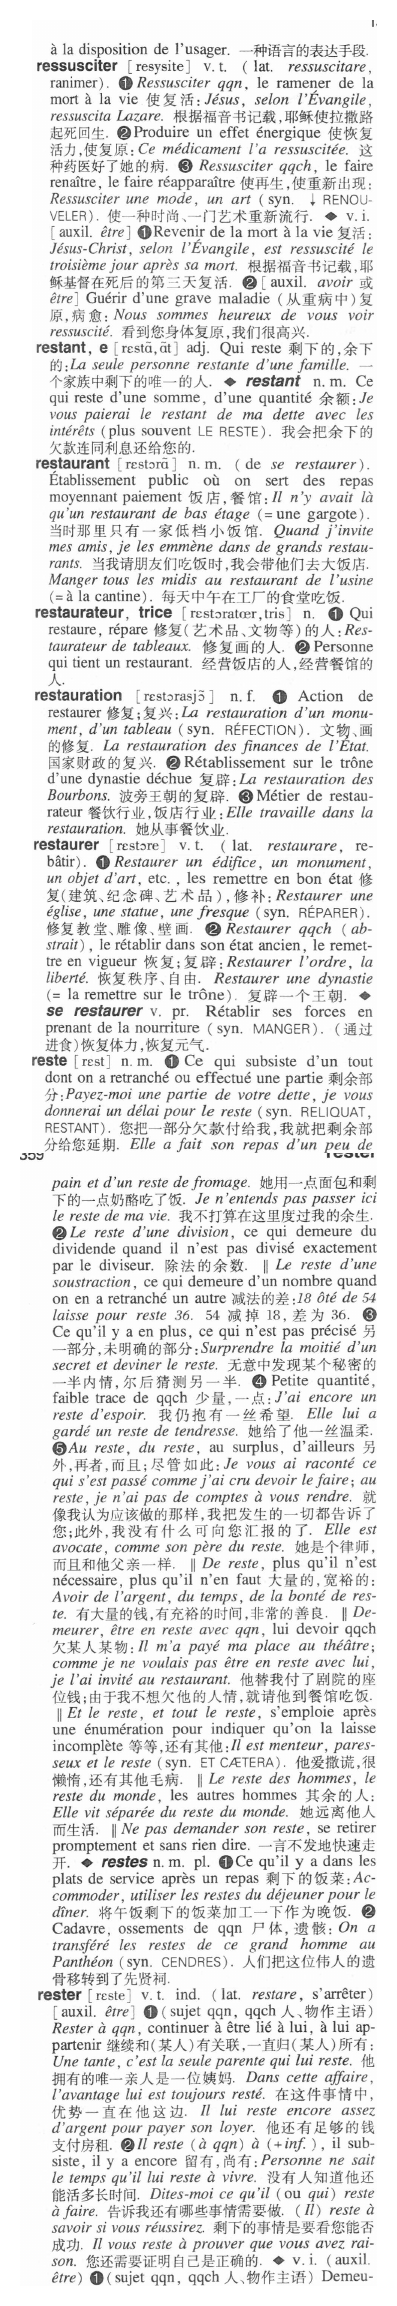 à la disposition de l'usager. 一种语言的表达手段.
ressusciter [resysite] v. t. ( lat. ressuscitare,
ranimer). ❶ Ressusciter qqn, le ramener de la
mort à la vie 使复活: Jésus, selon l'Évangile,
ressuscita Lazare. 根据福音书记载,耶稣使拉撒路
起死回生. ❷ Produire un effet énergique 使恢复
活力,使复原: Ce médicament l'a ressuscitée. 这
种药医好了她的病. ❸ Ressusciter qqch, le faire
renaître, le faire réapparaître 使再生,使重新出现:
Ressusciter une mode, un art (syn. ↓ RENOU-
VELER). 使一种时尚、一门艺术重新流行. ◆ v. i.
[ auxil. être] ❶ Revenir de la mort à la vie 复活:
Jésus-Christ, selon l'Évangile, est ressuscité le
troisième jour après sa mort. 根据福音书记载,耶
稣基督在死后的第三天复活. ❷ [ auxil. avoir 或
être] Guérir d'une grave maladie (从重病中)复
原,病愈: Nous sommes heureux de vous voir
ressuscité. 看到您身体复原,我们很高兴.
restant, e [rɛstɑ̃, ɑ̃t] adj. Qui reste 剩下的,余下
的: La seule personne restante d'une famille. 一
个家族中剩下的唯一的人. ◆ restant n. m. Ce
qui reste d'une somme, d'une quantité 余额: Je
vous paierai le restant de ma dette avec les
intérêts (plus souvent LE RESTE). 我会把余下的
欠款连同利息还给您的.
restaurant [rɛstɔrɑ̃] n. m. ( de se restaurer).
Établissement public où on sert des repas
moyennant paiement 饭店,餐馆: Il n'y avait là
qu'un restaurant de bas étage (= une gargote).
当时那里只有一家低档小饭馆. Quand j'invite
mes amis, je les emmène dans de grands restau-
rants. 当我请朋友们吃饭时,我会带他们去大饭店.
Manger tous les midis au restaurant de l'usine
(= à la cantine). 每天中午在工厂的食堂吃饭.
restaurateur, trice [rɛstɔratœr, tris] n. ❶ Qui
restaure, répare 修复(艺术品、文物等)的人: Res-
taurateur de tableaux. 修复画的人. ❷ Personne
qui tient un restaurant. 经营饭店的人,经营餐馆的
人.
restauration [rɛstɔrasjɔ̃] n. f. ❶ Action de
restaurer 修复;复兴: La restauration d'un monu-
ment, d'un tableau (syn. RÉFECTION). 文物、画
的修复. La restauration des finances de l'État.
国家财政的复兴. ❷ Rétablissement sur le trône
d'une dynastie déchue 复辟: La restauration des
Bourbons. 波旁王朝的复辟. ❸ Métier de restau-
rateur 餐饮行业,饭店行业: Elle travaille dans la
restauration. 她从事餐饮业.
restaurer [rɛstɔre] v. t. ( lat. restaurare, re-
bâtir). ❶ Restaurer un édifice, un monument,
un objet d'art, etc., les remettre en bon état 修
复(建筑、纪念碑、艺术品),修补: Restaurer une
église, une statue, une fresque (syn. RÉPARER).
修复教堂、雕像、壁画. ❷ Restaurer qqch ( ab-
strait), le rétablir dans son état ancien, le remet-
tre en vigueur 恢复;复辟: Restaurer l'ordre, la
liberté. 恢复秩序、自由. Restaurer une dynastie
(= la remettre sur le trône). 复辟一个王朝. ◆
se restaurer v. pr. Rétablir ses forces en
prenant de la nourriture ( syn. MANGER). (通过
进食)恢复体力,恢复元气.
reste [rɛst] n. m. ❶ Ce qui subsiste d'un tout
dont on a retranché ou effectué une partie 剩余部
分: Payez-moi une partie de votre dette, je vous
donnerai un délai pour le reste (syn. RELIQUAT,
RESTANT). 您把一部分欠款付给我,我就把剩余部
分给您延期. Elle a fait son repas d'un peu de
359 rester
pain et d'un reste de fromage. 她用一点面包和剩
下的一点奶酪吃了饭. Je n'entends pas passer ici
le reste de ma vie. 我不打算在这里度过我的余生.
❷ Le reste d'une division, ce qui demeure du
dividende quand il n'est pas divisé exactement
par le diviseur. 除法的余数. ‖ Le reste d'une
soustraction, ce qui demeure d'un nombre quand
on en a retranché un autre 减法的差: 18 ôté de 54
laisse pour reste 36. 54 减掉 18, 差为 36. ❸
Ce qu'il y a en plus, ce qui n'est pas précisé 另
一部分,未明确的部分: Surprendre la moitié d'un
secret et deviner le reste. 无意中发现某个秘密的
一半内情,尔后猜测另一半. ❹ Petite quantité,
faible trace de qqch 少量,一点: J'ai encore un
reste d'espoir. 我仍抱有一丝希望. Elle lui a
gardé un reste de tendresse. 她给了他一丝温柔.
❺ Au reste, du reste, au surplus, d'ailleurs 另
外,再者,而且;尽管如此: Je vous ai raconté ce
qui s'est passé comme j'ai cru devoir le faire; au
reste, je n'ai pas de comptes à vous rendre. 就
像我认为应该做的那样,我把发生的一切都告诉了
您;此外,我没有什么可向您汇报的了. Elle est
avocate, comme son père du reste. 她是个律师,
而且和他父亲一样. ‖ De reste, plus qu'il n'est
nécessaire, plus qu'il n'en faut 大量的,宽裕的:
Avoir de l'argent, du temps, de la bonté de res-
te. 有大量的钱,有充裕的时间,非常的善良. ‖ De-
meurer, être en reste avec qqn, lui devoir qqch
欠某人某物: Il m'a payé ma place au théâtre;
comme je ne voulais pas être en reste avec lui,
je l'ai invité au restaurant. 他替我付了剧院的座
位钱;由于我不想欠他的人情,就请他到餐馆吃饭.
‖ Et le reste, et tout le reste, s'emploie après
une énumération pour indiquer qu'on la laisse
incomplète 等等,还有其他: Il est menteur, pares-
seux et le reste (syn. ET CÆTERA). 他爱撒谎,很
懒惰,还有其他毛病. ‖ Le reste des hommes, le
reste du monde, les autres hommes 其余的人:
Elle vit séparée du reste du monde. 她远离他人
而生活. ‖ Ne pas demander son reste, se retirer
promptement et sans rien dire. 一言不发地快速走
开. ◆ restes n. m. pl. ❶ Ce qu'il y a dans les
plats de service après un repas 剩下的饭菜: Ac-
commoder, utiliser les restes du déjeuner pour le
dîner. 将午饭剩下的饭菜加工一下作为晚饭. ❷
Cadavre, ossements de qqn 尸体,遗骸: On a
transféré les restes de ce grand homme au
Panthéon (syn. CENDRES). 人们把这位伟人的遗
骨移转到了先贤祠.
rester [rɛste] v. t. ind. (lat. restare, s'arrêter)
[ auxil. être] ❶ (sujet qqn, qqch 人、物作主语)
Rester à qqn, continuer à être lié à lui, à lui ap-
partenir 继续和(某人)有关联,一直归(某人)所有:
Une tante, c'est la seule parente qui lui reste. 他
拥有的唯一亲人是一位姨妈. Dans cette affaire,
l'avantage lui est toujours resté. 在这件事情中,
优势一直在他这边. Il lui reste encore assez
d'argent pour payer son loyer. 他还有足够的钱
支付房租. ❷ Il reste (à qqn) à (+inf. ), il sub-
siste, il y a encore 留有,尚有: Personne ne sait
le temps qu'il lui reste à vivre. 没有人知道他还
能活多长时间. Dites-moi ce qu'il (ou qui) reste
à faire. 告诉我还有哪些事情需要做. (Il) reste à
savoir si vous réussirez. 剩下的事情是要看您能否
成功. Il vous reste à prouver que vous avez rai-
son. 您还需要证明自己是正确的. ◆ v. i. (auxil.
être) ❶ (sujet qqn, qqch 人、物作主语) Demeu-